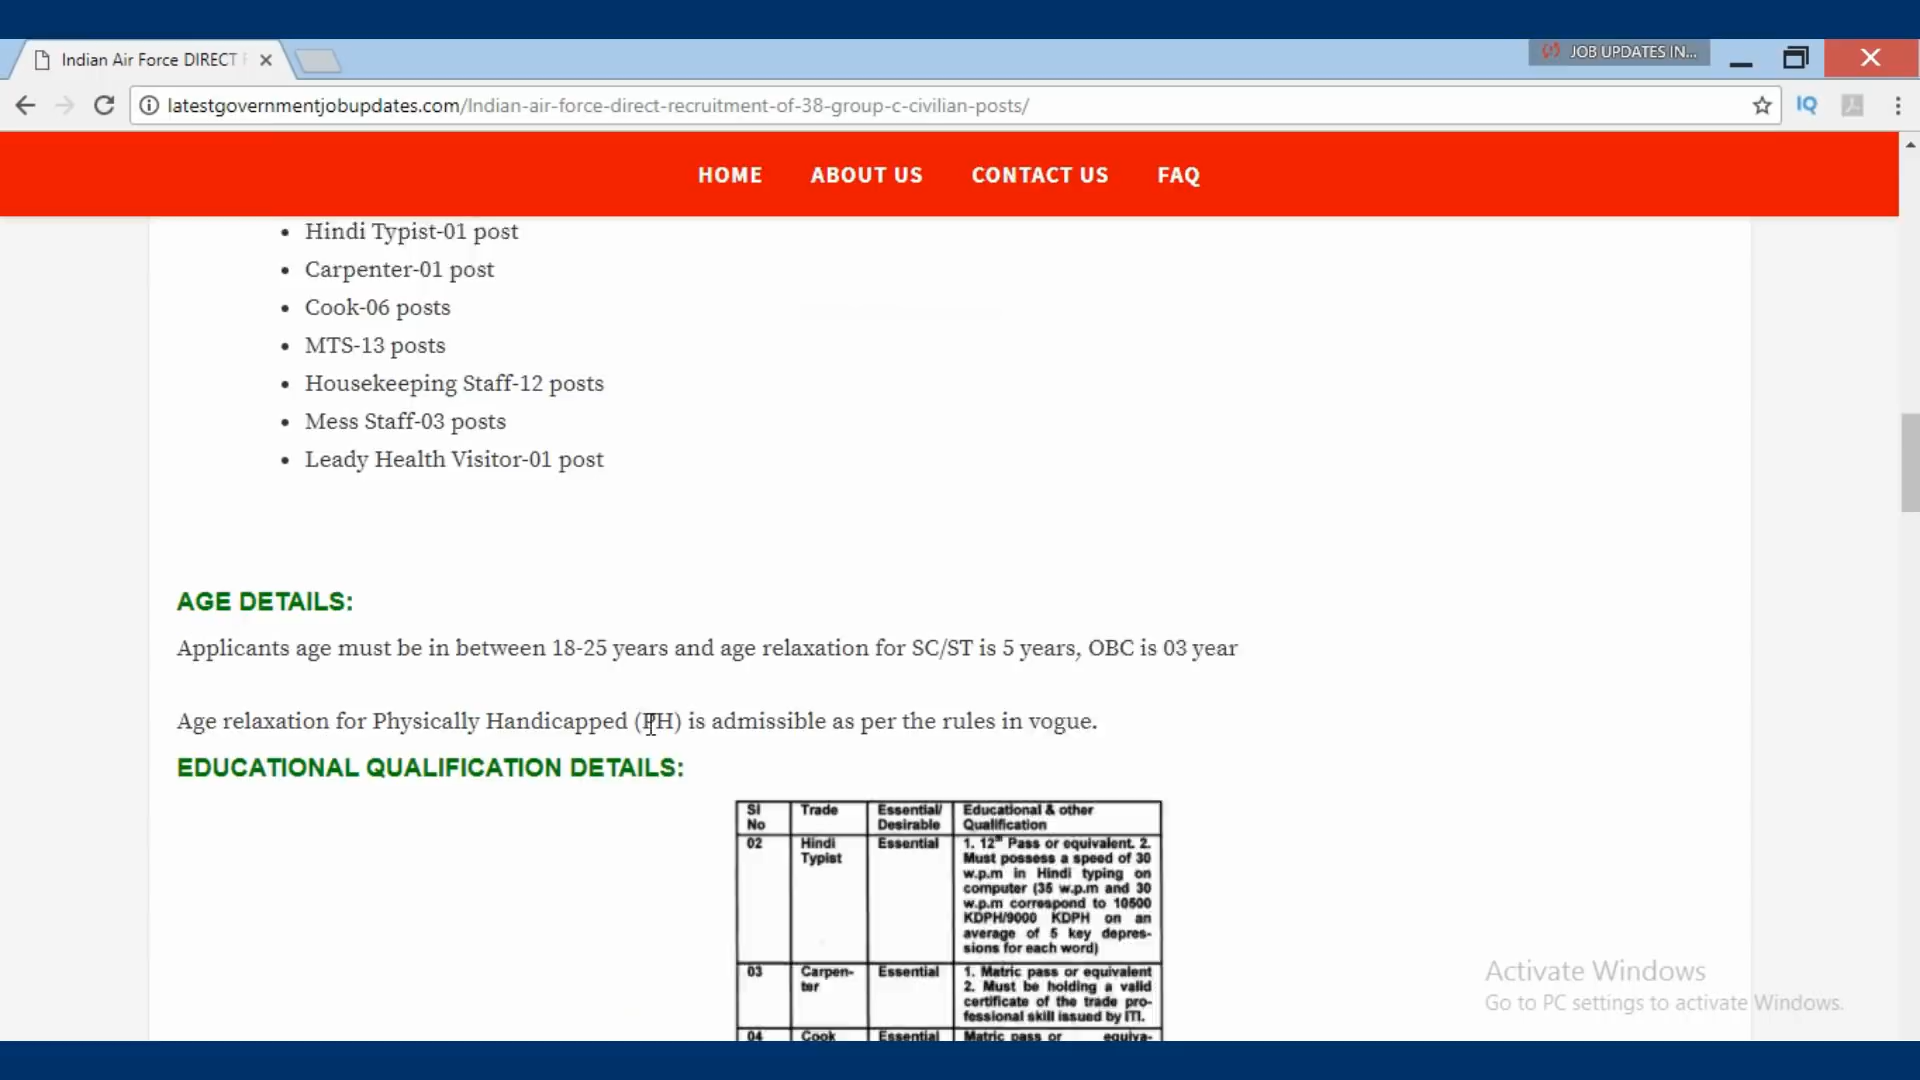 Indian Air Force DIRECT
JOB UPDATES IN...
latestgovernmentjobupdates.com/Indian-air-force-direct-recruitment-of-38-group-c-civilian-posts/
IQ
HOME ABOUT US CONTACT US FAQ
Hindi Typist-01 post
Carpenter-01 post
Cook-06 posts
MTS-13 posts
Housekeeping Staff-12 posts
Mess Staff-03 posts
Leady Health Visitor-01 post
AGE DETAILS:
Applicants age must be in between 18-25 years and age relaxation for SC/ST is 5 years, OBC is 03 year
Age relaxation for Physically Handicapped (PH) is admissible as per the rules in vogue.
EDUCATIONAL QUALIFICATION DETAILS:
Sl Trade Essential/ Educational & other
No Desirable Qualification
02 Hindi Essential 1. 12th Pass or equivalent. 2.
Typist Must possess a speed of 30
w.p.m in Hindi typing on
computer (35 w.p.m and 30
w.p.m correspond to 10500
KDPH/9000 KDPH on an
average of 5 key depres-
sions for each word)
03 Carpen- Essential 1. Matric pass or equivalent
ter 2. Must be holding a valid
certificate of the trade pro-
fessional skill issued by ITI.
04 Cook Essential Matric pass or equiva-
Activate Windows
Go to PC settings to activate Windows.